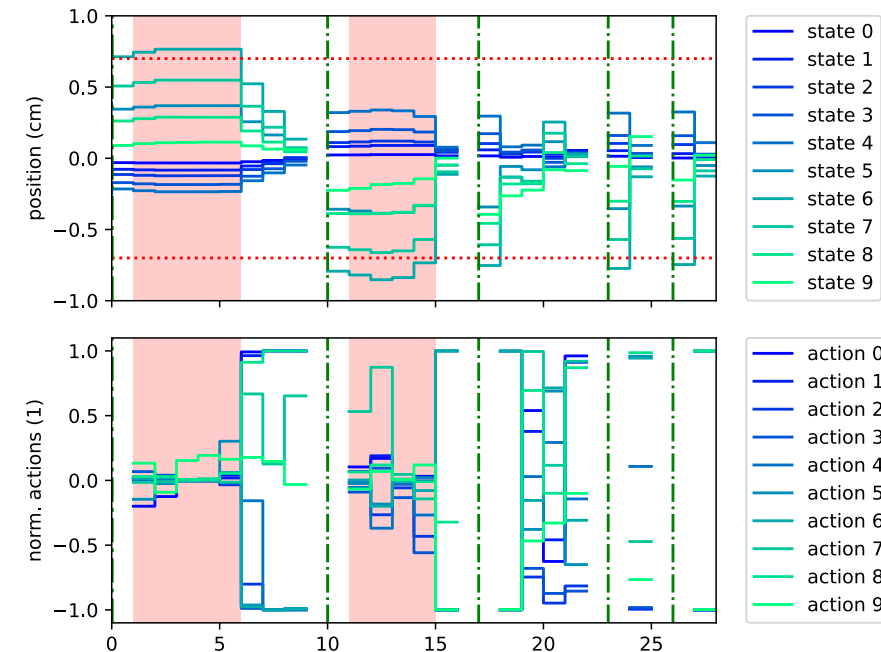 position (cm)
1.0
0.5
0.0
−0.5
−1.0
state 0
state 1
state 2
state 3
state 4
state 5
state 6
state 7
state 8
state 9
norm. actions (1)
1.0
0.5
0.0
−0.5
−1.0
0 5 10 15 20 25
action 0
action 1
action 2
action 3
action 4
action 5
action 6
action 7
action 8
action 9